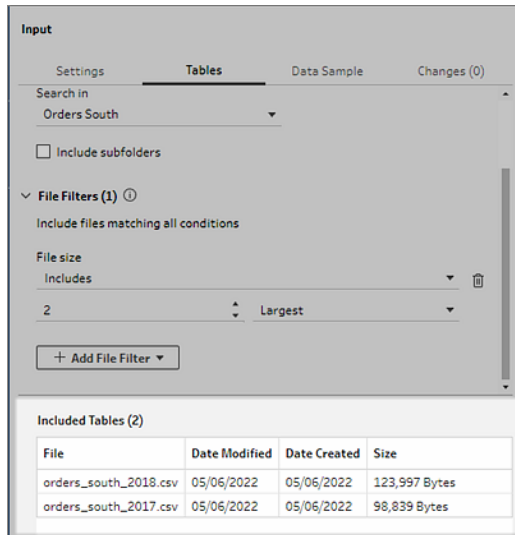 Input
Settings Tables Data Sample Changes (0)
Search in
Orders South
Include subfolders
File Filters (1)
Include files matching all conditions
File size
Includes
2 Largest
+ Add File Filter
Included Tables (2)
File Date Modified Date Created Size
orders_south_2018.csv 05/06/2022 05/06/2022 123,997 Bytes
orders_south_2017.csv 05/06/2022 05/06/2022 98,839 Bytes